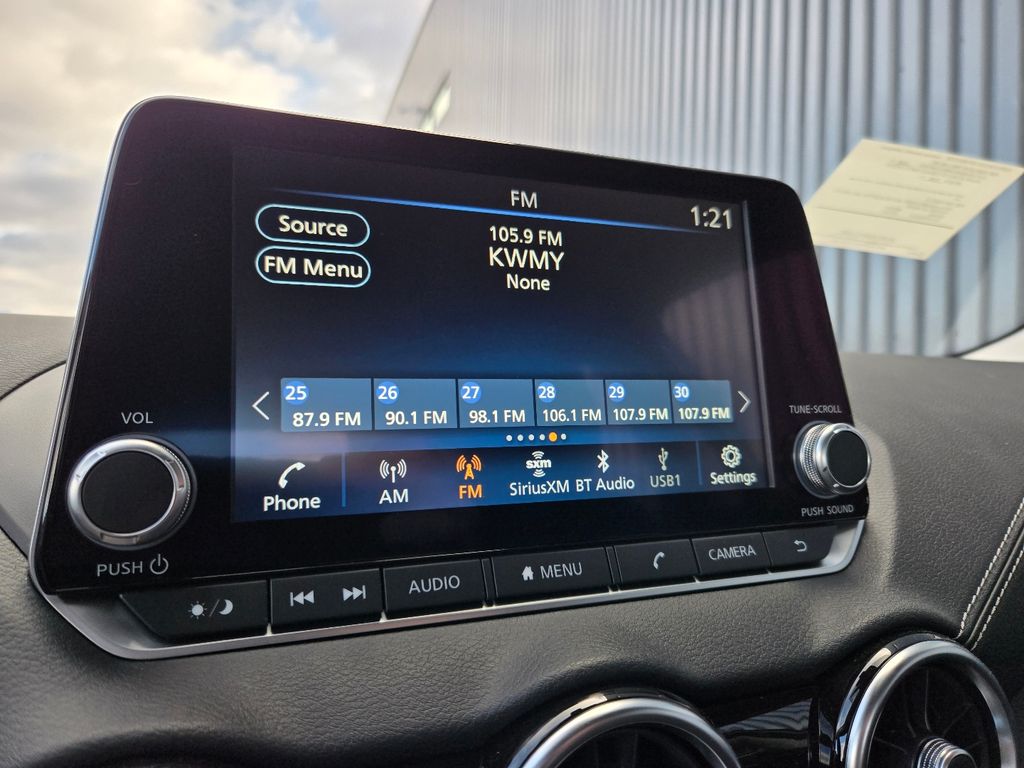 FM
1:21
Source
105.9 FM
KWMY
FM Menu
None
25 26 27 28 29 30
87.9 FM 90.1 FM 98.1 FM 106.1 FM 107.9 FM 107.9 FM
Phone AM FM sxm SiriusXM BT Audio USB1 Settings
VOL
PUSH
TUNE·SCROLL
PUSH SOUND
AUDIO MENU CAMERA